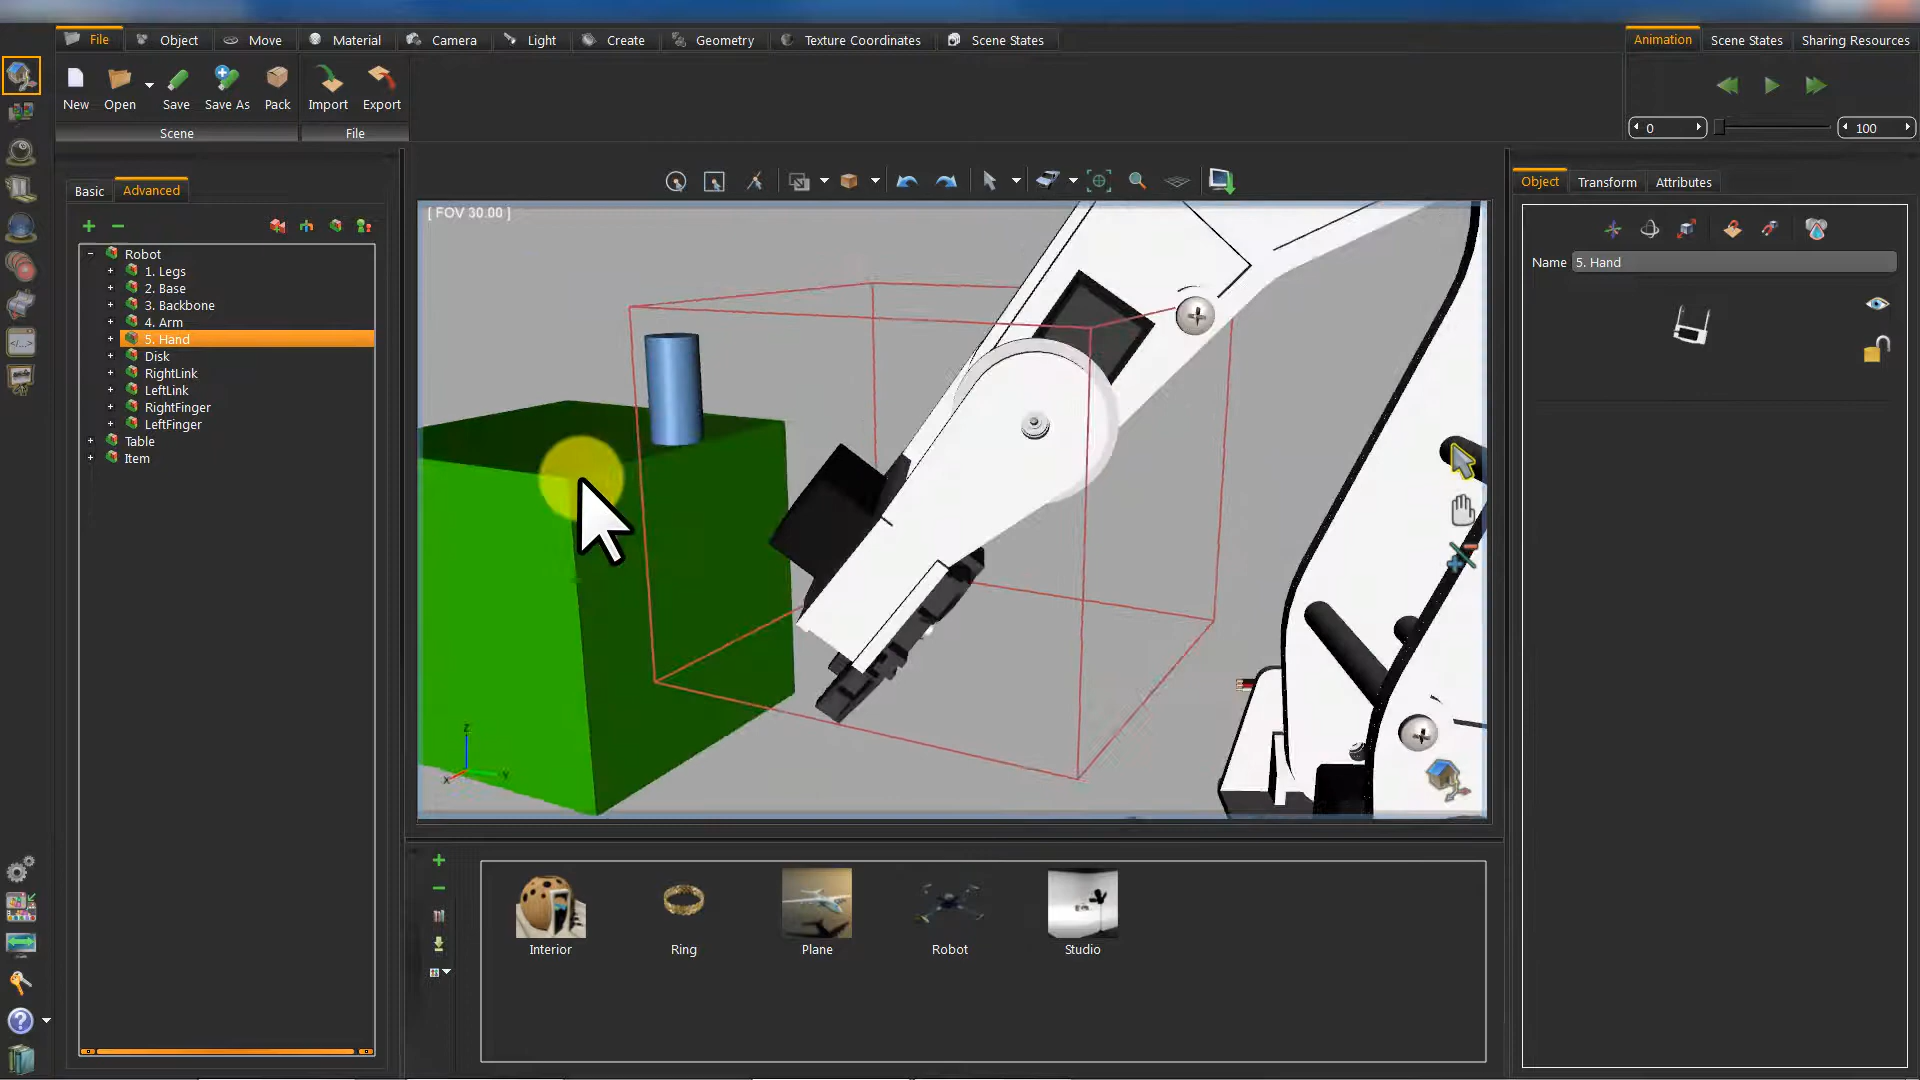 File Object Move Material Camera Light Create Geometry Texture Coordinates Scene States
Animation Scene States Sharing Resources
New Open Save Save As Pack Import Export
Scene File
0 100
Basic Advanced
Object Transform Attributes
[ FOV 30.00 ]
Name 5. Hand
Robot
1. Legs
2. Base
3. Backbone
4. Arm
5. Hand
Disk
RightLink
LeftLink
RightFinger
LeftFinger
Table
Item
Z
X Y
Interior Ring Plane Robot Studio